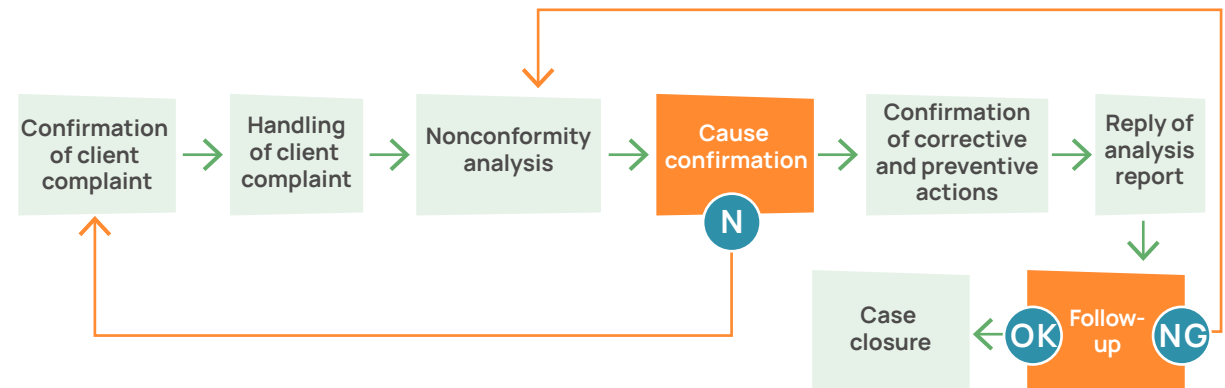 Confirmation
of client
complaint
Handling
of client
complaint
Nonconformity
analysis
Cause
confirmation
N
Confirmation
of corrective
and preventive
actions
Reply of
analysis
report
Case
closure
OK
Follow-
up
NG